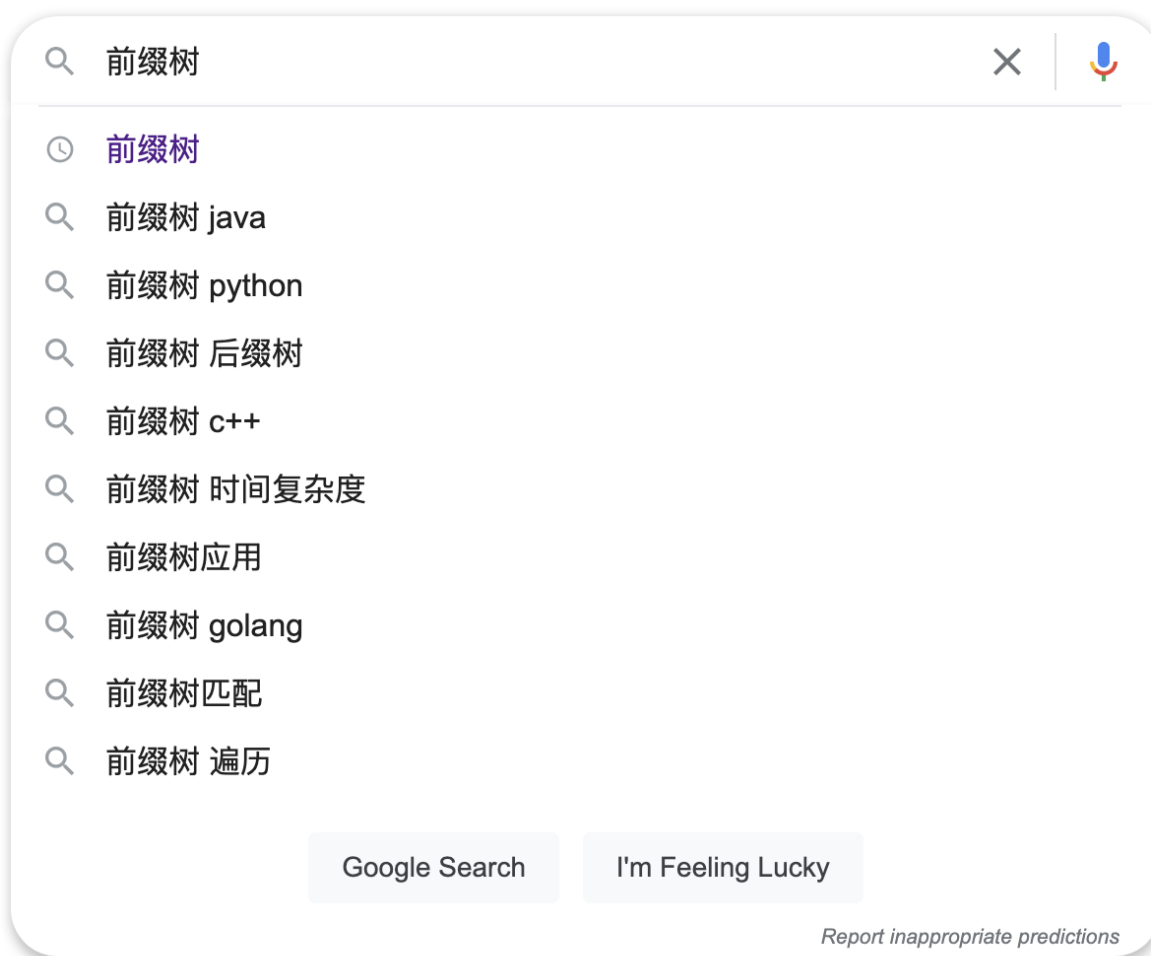 前缀树
前缀树
前缀树 java
前缀树 python
前缀树 后缀树
前缀树 c++
前缀树 时间复杂度
前缀树应用
前缀树 golang
前缀树匹配
前缀树 遍历
Google Search I'm Feeling Lucky
Report inappropriate predictions